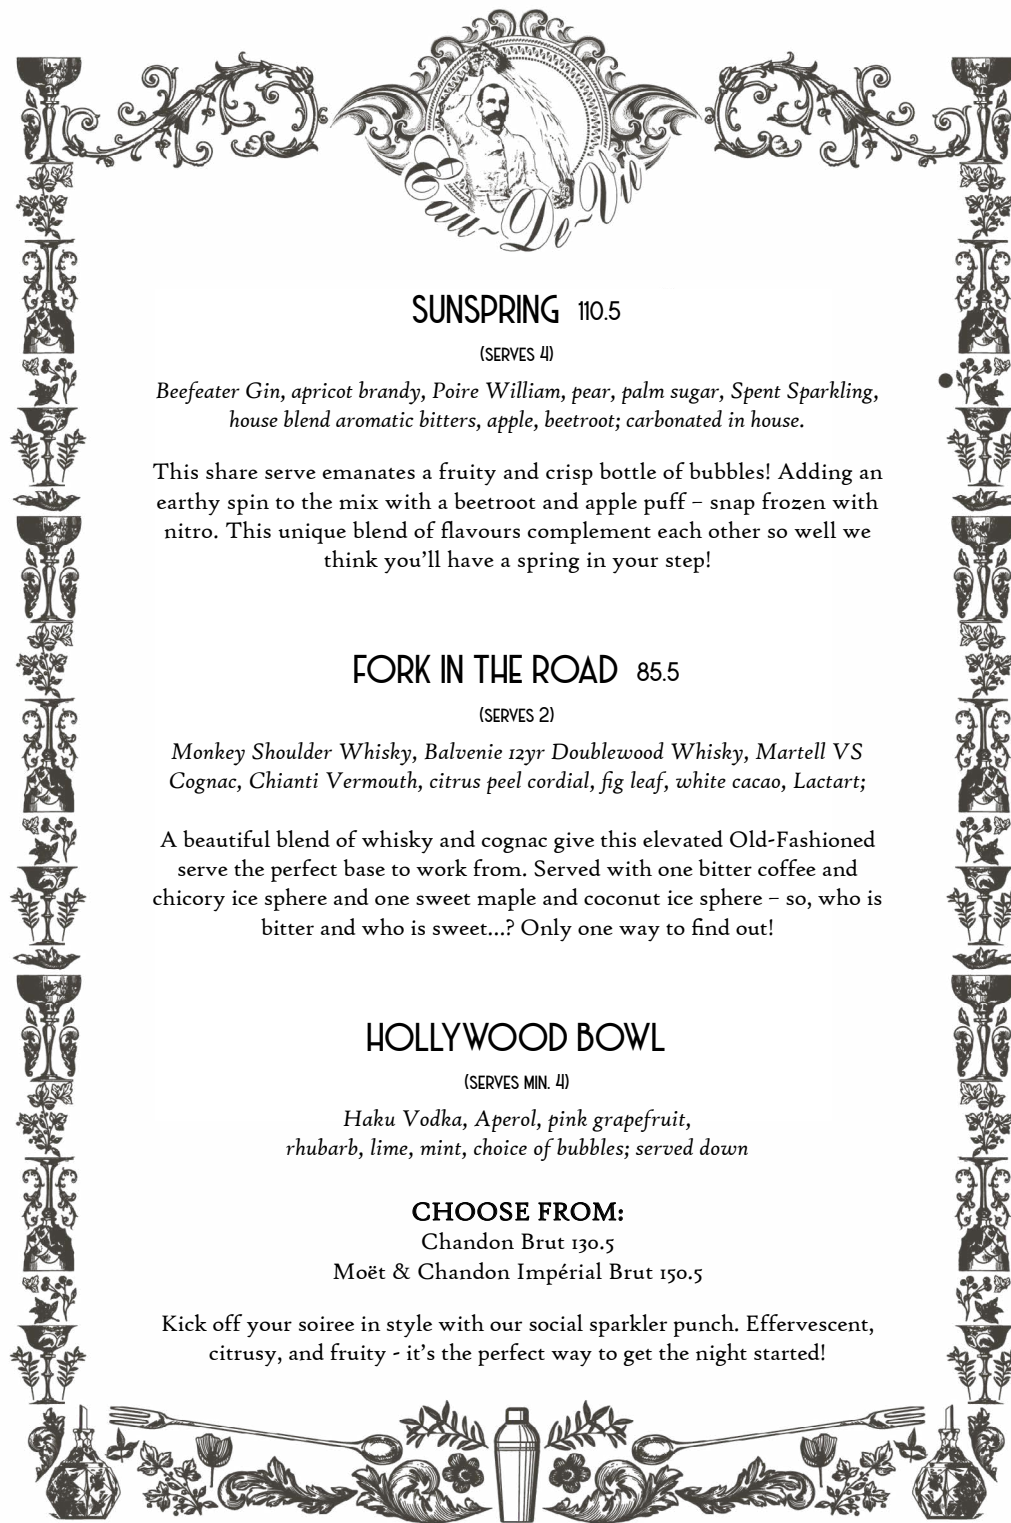 Eau-De-Vie
SUNSPRING 110.5
(SERVES 4)
Beefeater Gin, apricot brandy, Poire William, pear, palm sugar, Spent Sparkling,
house blend aromatic bitters, apple, beetroot; carbonated in house.
This share serve emanates a fruity and crisp bottle of bubbles! Adding an
earthy spin to the mix with a beetroot and apple puff – snap frozen with
nitro. This unique blend of flavours complement each other so well we
think you’ll have a spring in your step!
FORK IN THE ROAD 85.5
(SERVES 2)
Monkey Shoulder Whisky, Balvenie 12yr Doublewood Whisky, Martell VS
Cognac, Chianti Vermouth, citrus peel cordial, fig leaf, white cacao, Lactart;
A beautiful blend of whisky and cognac give this elevated Old-Fashioned
serve the perfect base to work from. Served with one bitter coffee and
chicory ice sphere and one sweet maple and coconut ice sphere – so, who is
bitter and who is sweet...? Only one way to find out!
HOLLYWOOD BOWL
(SERVES MIN. 4)
Haku Vodka, Aperol, pink grapefruit,
rhubarb, lime, mint, choice of bubbles; served down
CHOOSE FROM:
Chandon Brut 130.5
Moët & Chandon Impérial Brut 150.5
Kick off your soiree in style with our social sparkler punch. Effervescent,
citrusy, and fruity - it’s the perfect way to get the night started!